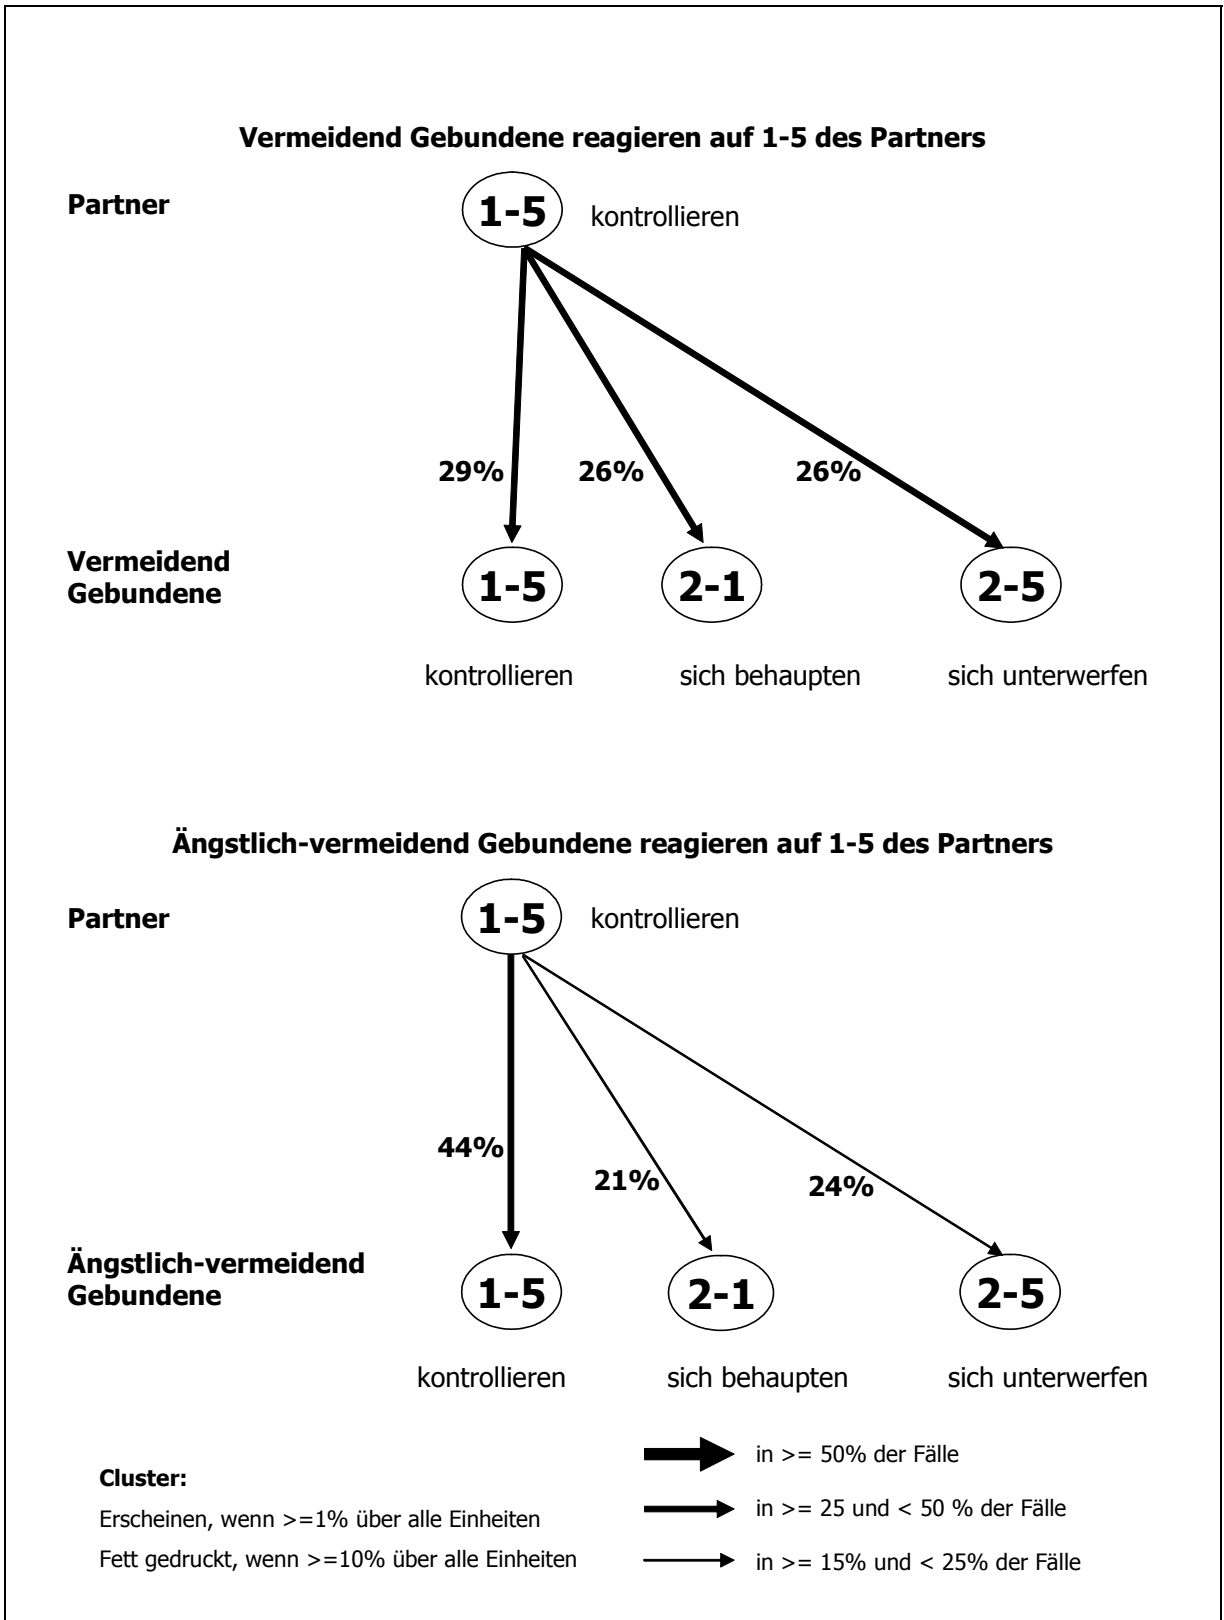 Vermeidend Gebundene reagieren auf 1-5 des Partners
Partner
1-5
kontrollieren
29%
26%
26%
Vermeidend
Gebundene
1-5
2-1
2-5
kontrollieren
sich behaupten
sich unterwerfen
Ängstlich-vermeidend Gebundene reagieren auf 1-5 des Partners
Partner
1-5
kontrollieren
44%
21%
24%
Ängstlich-vermeidend
Gebundene
1-5
2-1
2-5
kontrollieren
sich behaupten
sich unterwerfen
Cluster:
Erscheinen, wenn >=1% über alle Einheiten
Fett gedruckt, wenn >=10% über alle Einheiten
in >= 50% der Fälle
in >= 25 und < 50 % der Fälle
in >= 15% und < 25% der Fälle